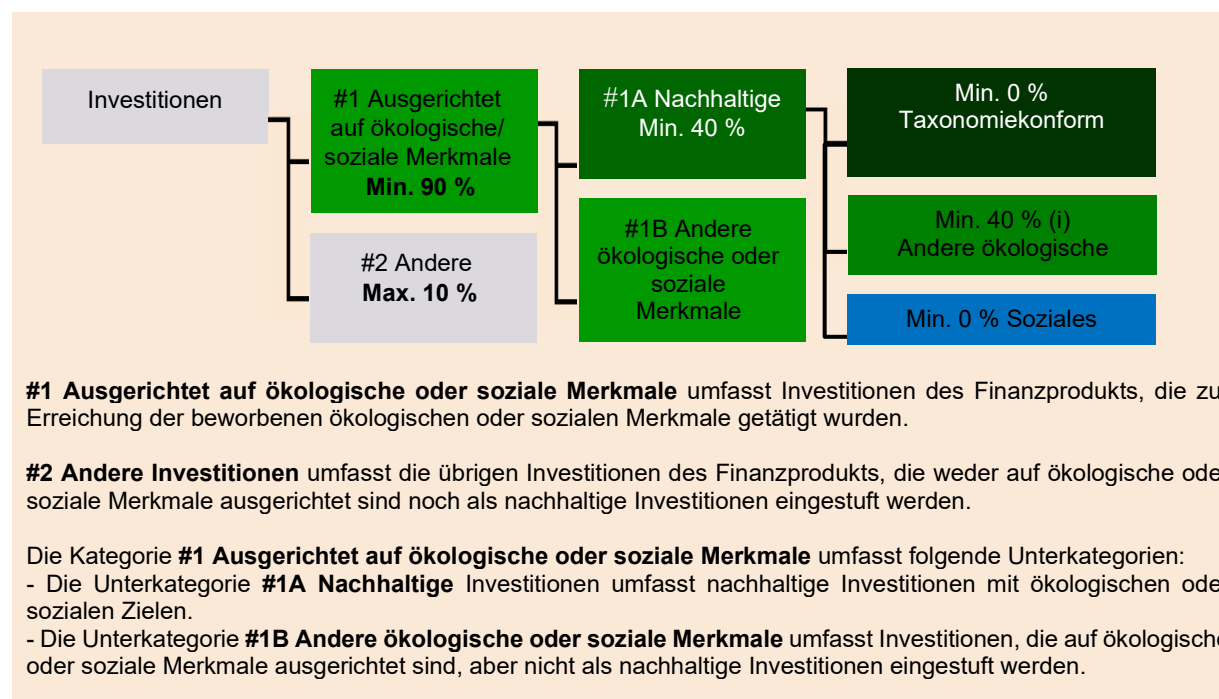 Investitionen
#1 Ausgerichtet
auf ökologische/
soziale Merkmale
Min. 90 %
#2 Andere
Max. 10 %
#1A Nachhaltige
Min. 40 %
#1B Andere
ökologische oder
soziale
Merkmale
Min. 0 %
Taxonomiekonform
Min. 40 % (i)
Andere ökologische
Min. 0 % Soziales
#1 Ausgerichtet auf ökologische oder soziale Merkmale umfasst Investitionen des Finanzprodukts, die zu
Erreichung der beworbenen ökologischen oder sozialen Merkmale getätigt wurden.
#2 Andere Investitionen umfasst die übrigen Investitionen des Finanzprodukts, die weder auf ökologische ode
soziale Merkmale ausgerichtet sind noch als nachhaltige Investitionen eingestuft werden.
Die Kategorie #1 Ausgerichtet auf ökologische oder soziale Merkmale umfasst folgende Unterkategorien:
- Die Unterkategorie #1A Nachhaltige Investitionen umfasst nachhaltige Investitionen mit ökologischen ode
sozialen Zielen.
- Die Unterkategorie #1B Andere ökologische oder soziale Merkmale umfasst Investitionen, die auf ökologische
oder soziale Merkmale ausgerichtet sind, aber nicht als nachhaltige Investitionen eingestuft werden.